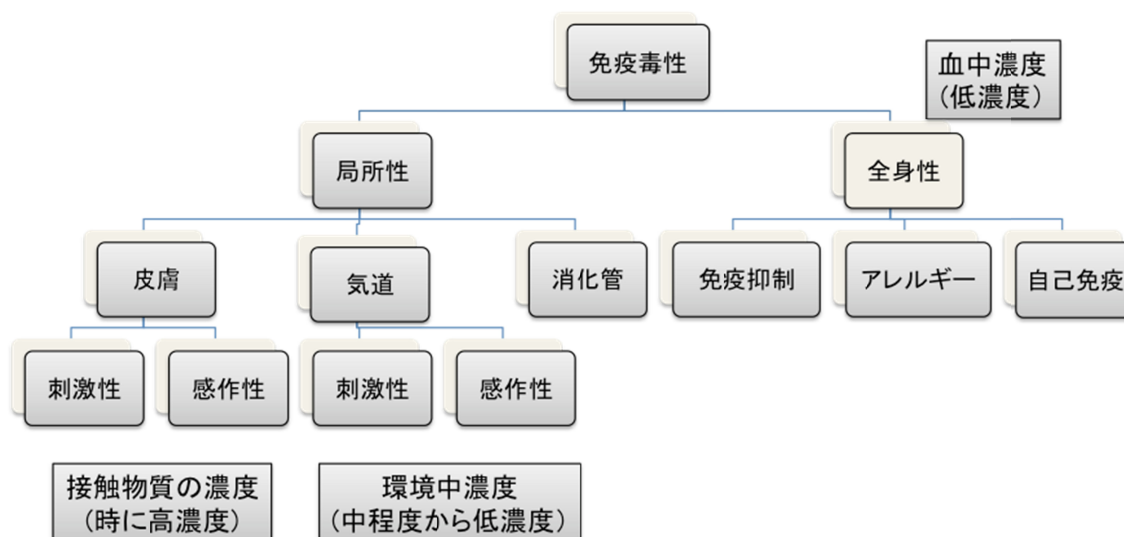 免疫毒性
血中濃度
（低濃度）
局所性
全身性
皮膚
気道
消化管
免疫抑制
アレルギー
自己免疫
刺激性
感作性
刺激性
感作性
接触物質の濃度
（時に高濃度）
環境中濃度
（中程度から低濃度）